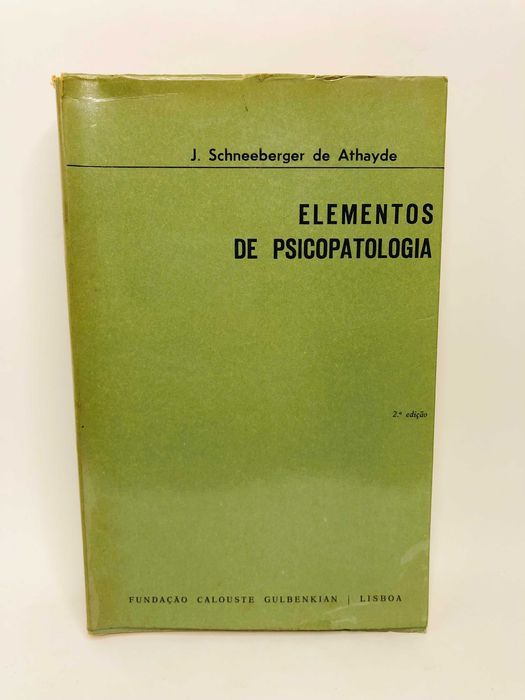 J. Schneeberger de Athayde
ELEMENTOS
DE PSICOPATOLOGIA
2.ª edição
FUNDAÇÃO CALOUSTE GULBENKIAN | LISBOA